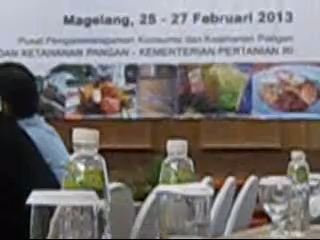 Magelang, 25 - 27 Februari 2013
Pusat Penganekaragaman Konsumsi dan Keamanan Pangan
DAN KETAHANAN PANGAN - KEMENTERIAN PERTANIAN RI